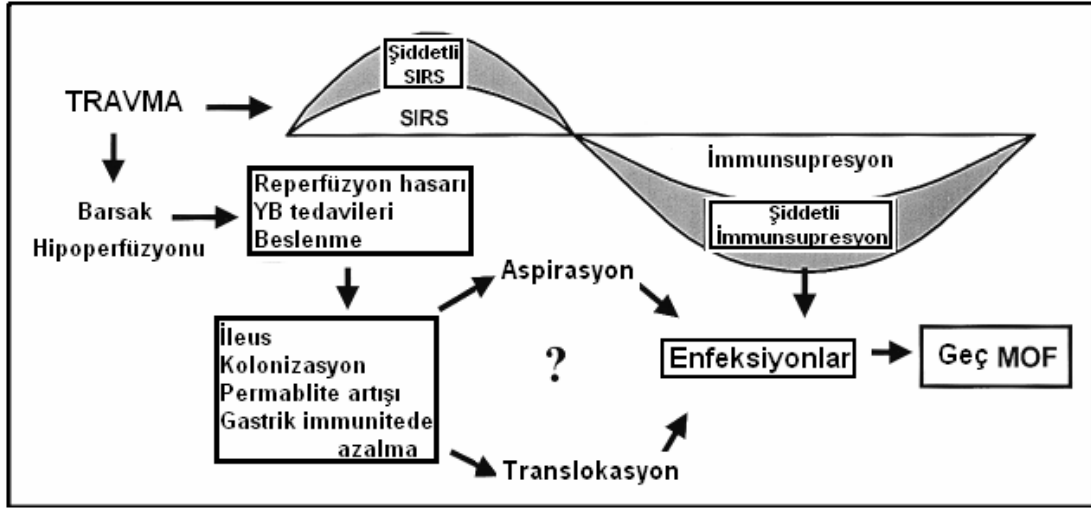 Şiddetli
SIRS
TRAVMA
SIRS
İmmunsupresyon
Şiddetli
İmmunsupresyon
Barsak
Hipoperfüzyonu
Reperfüzyon hasarı
YB tedavileri
Beslenme
Aspirasyon
İleus
Kolonizasyon
Permablite artışı
Gastrik immunitede
azalma
?
Enfeksiyonlar
Geç MOF
Translokasyon